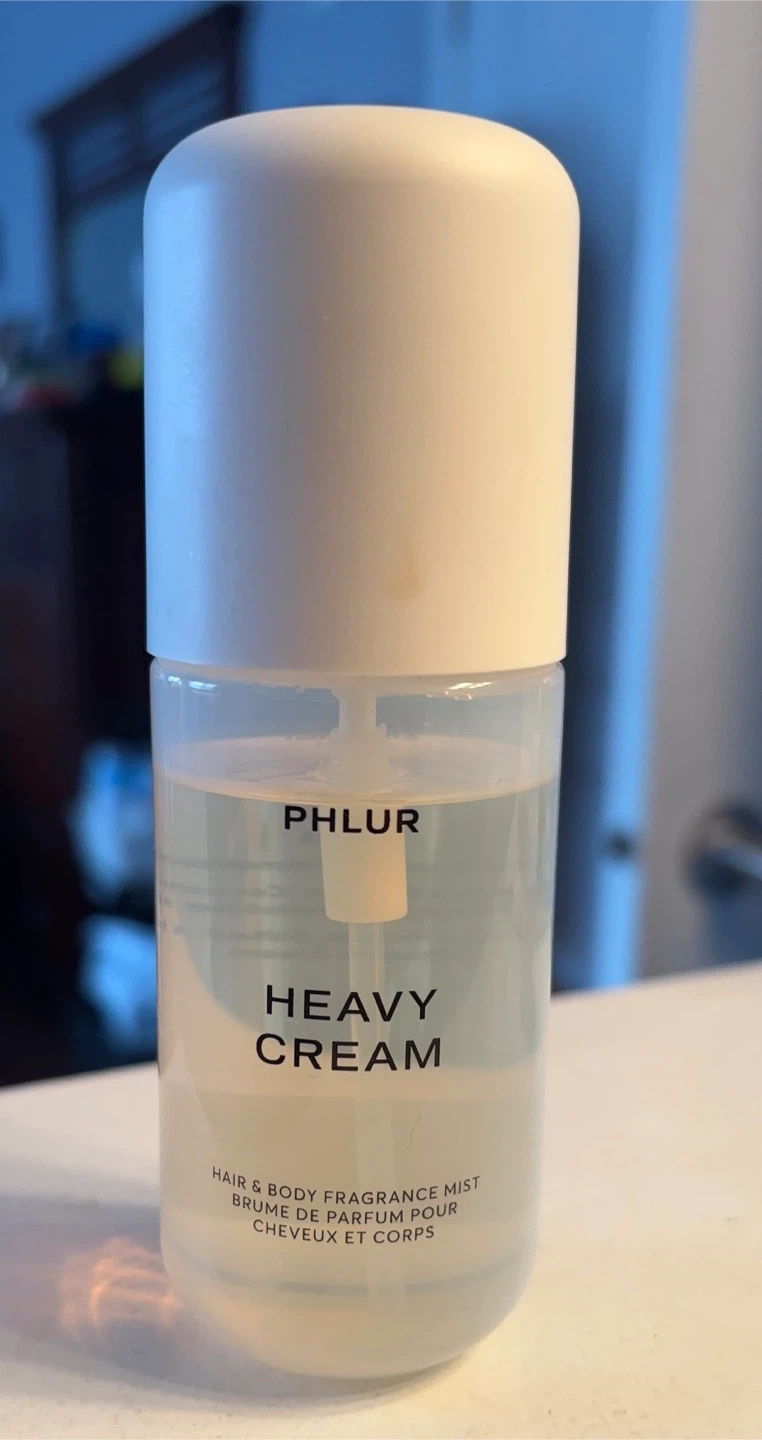 PHLUR
HEAVY
CREAM
HAIR & BODY FRAGRANCE MIST
BRUME DE PARFUM POUR
CHEVEUX ET CORPS